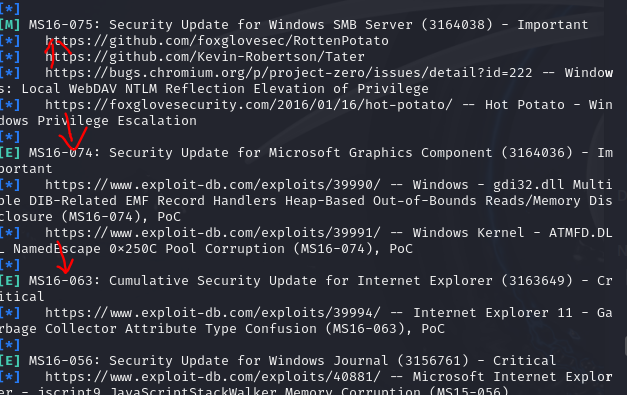 [*]
[M] MS16-075: Security Update for Windows SMB Server (3164038) - Important
[*]   https://github.com/foxglovesec/RottenPotato
[*]   https://github.com/Kevin-Robertson/Tater
[*]   https://bugs.chromium.org/p/project-zero/issues/detail?id=222 -- Window
s: Local WebDAV NTLM Reflection Elevation of Privilege
[*]   https://foxglovesecurity.com/2016/01/16/hot-potato/ -- Hot Potato - Win
dows Privilege Escalation
[*]
[E] MS16-074: Security Update for Microsoft Graphics Component (3164036) - Im
portant
[*]   https://www.exploit-db.com/exploits/39990/ -- Windows - gdi32.dll Multi
ple DIB-Related EMF Record Handlers Heap-Based Out-of-Bounds Reads/Memory Dis
closure (MS16-074), PoC
[*]   https://www.exploit-db.com/exploits/39991/ -- Windows Kernel - ATMFD.DL
L NamedEscape 0×250C Pool Corruption (MS16-074), PoC
[*]
[E] MS16-063: Cumulative Security Update for Internet Explorer (3163649) - Cr
itical
[*]   https://www.exploit-db.com/exploits/39994/ -- Internet Explorer 11 - Ga
rbage Collector Attribute Type Confusion (MS16-063), PoC
[*]
[E] MS16-056: Security Update for Windows Journal (3156761) - Critical
[*]   https://www.exploit-db.com/exploits/40881/ -- Microsoft Internet Explor
er - jscript9 JavaScriptStackWalker Memory Corruption (MS15-056)